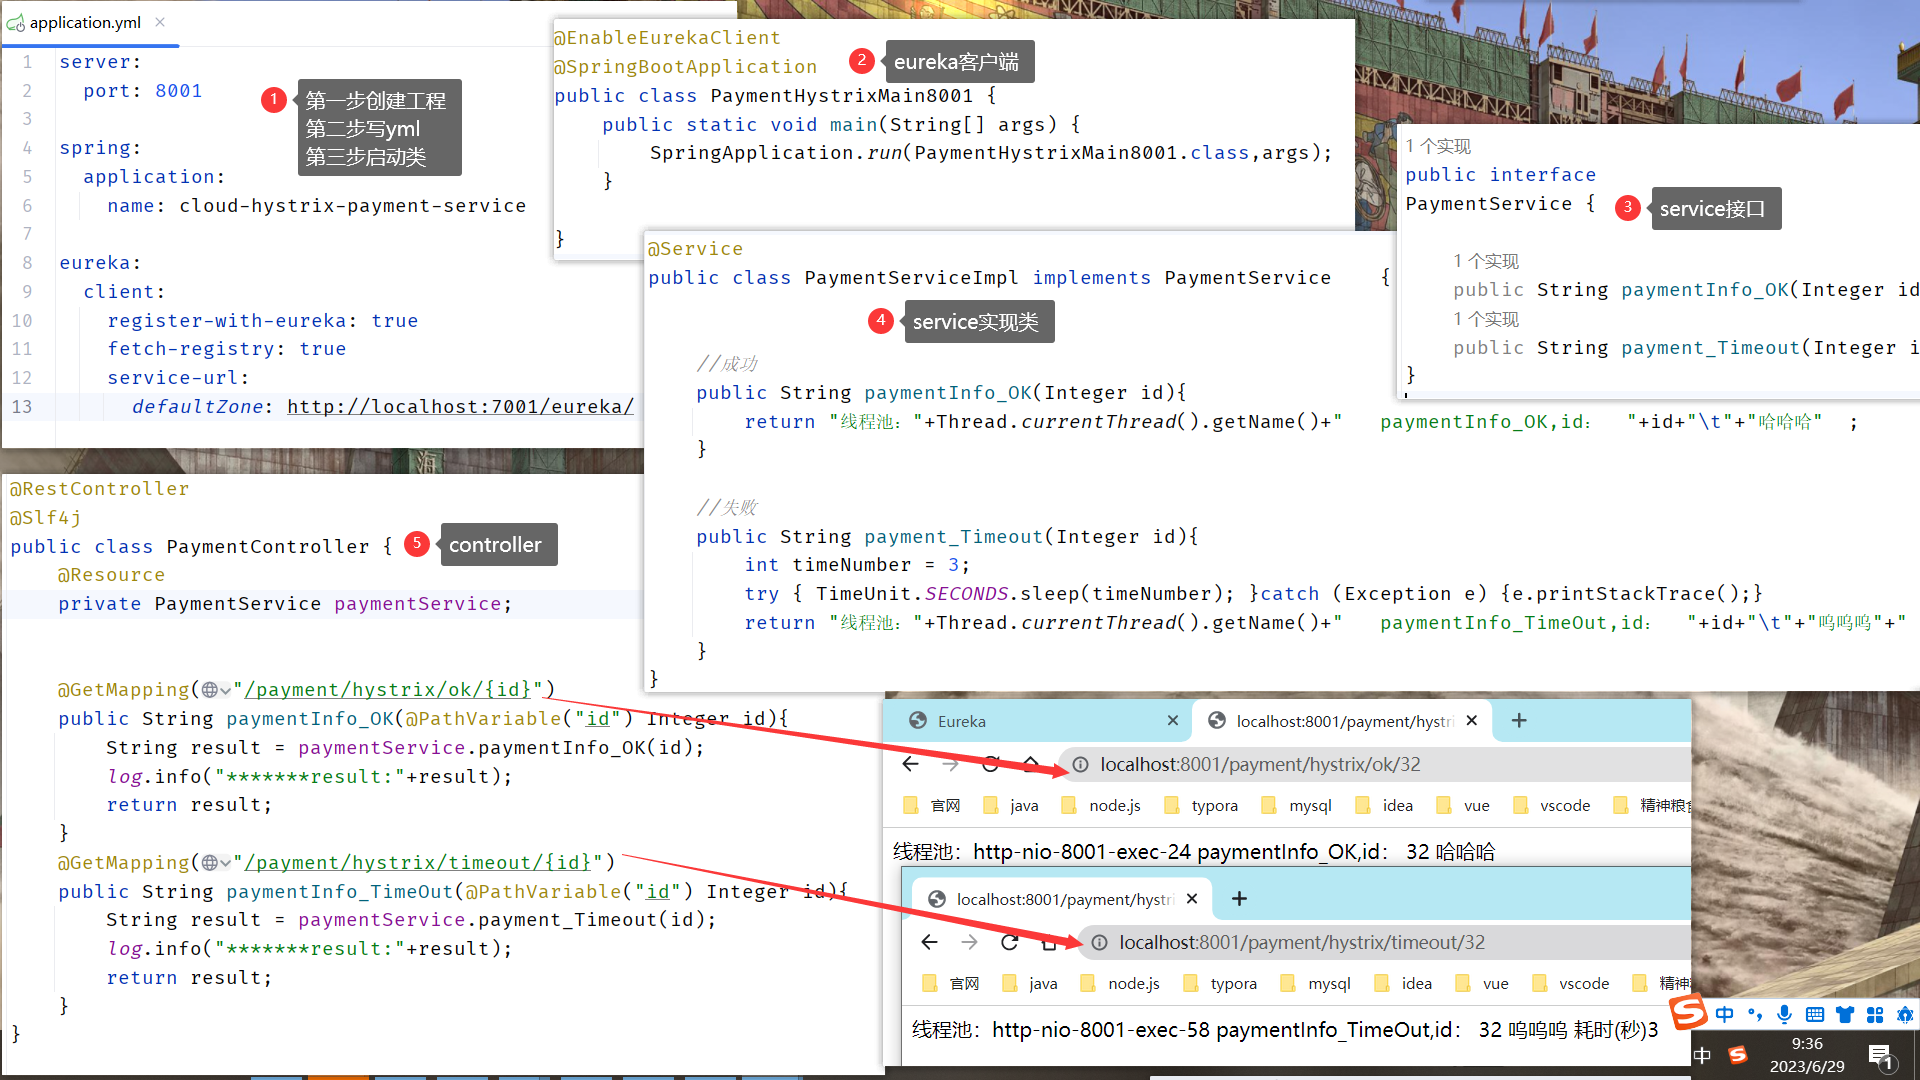 application.yml
1 server:
2 port: 8001
3
4 spring:
5 application:
6 name: cloud-hystrix-payment-service
7
8 eureka:
9 client:
10 register-with-eureka: true
11 fetch-registry: true
12 service-url:
13 defaultZone: http://localhost:7001/eureka/
1
第一步创建工程
第二步写yml
第三步启动类
@EnableEurekaClient
@SpringBootApplication
public class PaymentHystrixMain8001 {
public static void main(String[] args) {
SpringApplication.run(PaymentHystrixMain8001.class,args);
}
}
2 eureka客户端
1 个实现
public interface
PaymentService {
1 个实现
public String paymentInfo_OK(Integer id
1 个实现
public String payment_Timeout(Integer i
}
3 service接口
@Service
public class PaymentServiceImpl implements PaymentService {
4 service实现类
//成功
public String paymentInfo_OK(Integer id){
return "线程池："+Thread.currentThread().getName()+" paymentInfo_OK,id： "+id+"\t"+"哈哈哈" ;
}
//失败
public String payment_Timeout(Integer id){
int timeNumber = 3;
try { TimeUnit.SECONDS.sleep(timeNumber); }catch (Exception e) {e.printStackTrace();}
return "线程池："+Thread.currentThread().getName()+" paymentInfo_TimeOut,id： "+id+"\t"+"呜呜呜"+"
}
}
海
@RestController
@Slf4j
public class PaymentController {
5 controller
@Resource
private PaymentService paymentService;
@GetMapping("/payment/hystrix/ok/{id}")
public String paymentInfo_OK(@PathVariable("id") Integer id){
String result = paymentService.paymentInfo_OK(id);
log.info("*******result:"+result);
return result;
}
@GetMapping("/payment/hystrix/timeout/{id}")
public String paymentInfo_TimeOut(@PathVariable("id") Integer id){
String result = paymentService.payment_Timeout(id);
log.info("*******result:"+result);
return result;
}
}
Eureka
localhost:8001/payment/hystri
localhost:8001/payment/hystrix/ok/32
官网 java node.js typora mysql idea vue vscode 精神粮食
线程池：http-nio-8001-exec-24 paymentInfo_OK,id： 32 哈哈哈
localhost:8001/payment/hystri
localhost:8001/payment/hystrix/timeout/32
官网 java node.js typora mysql idea vue vscode 精神
线程池：http-nio-8001-exec-58 paymentInfo_TimeOut,id： 32 呜呜呜 耗时(秒)3
中
中
9:36
2023/6/29
1